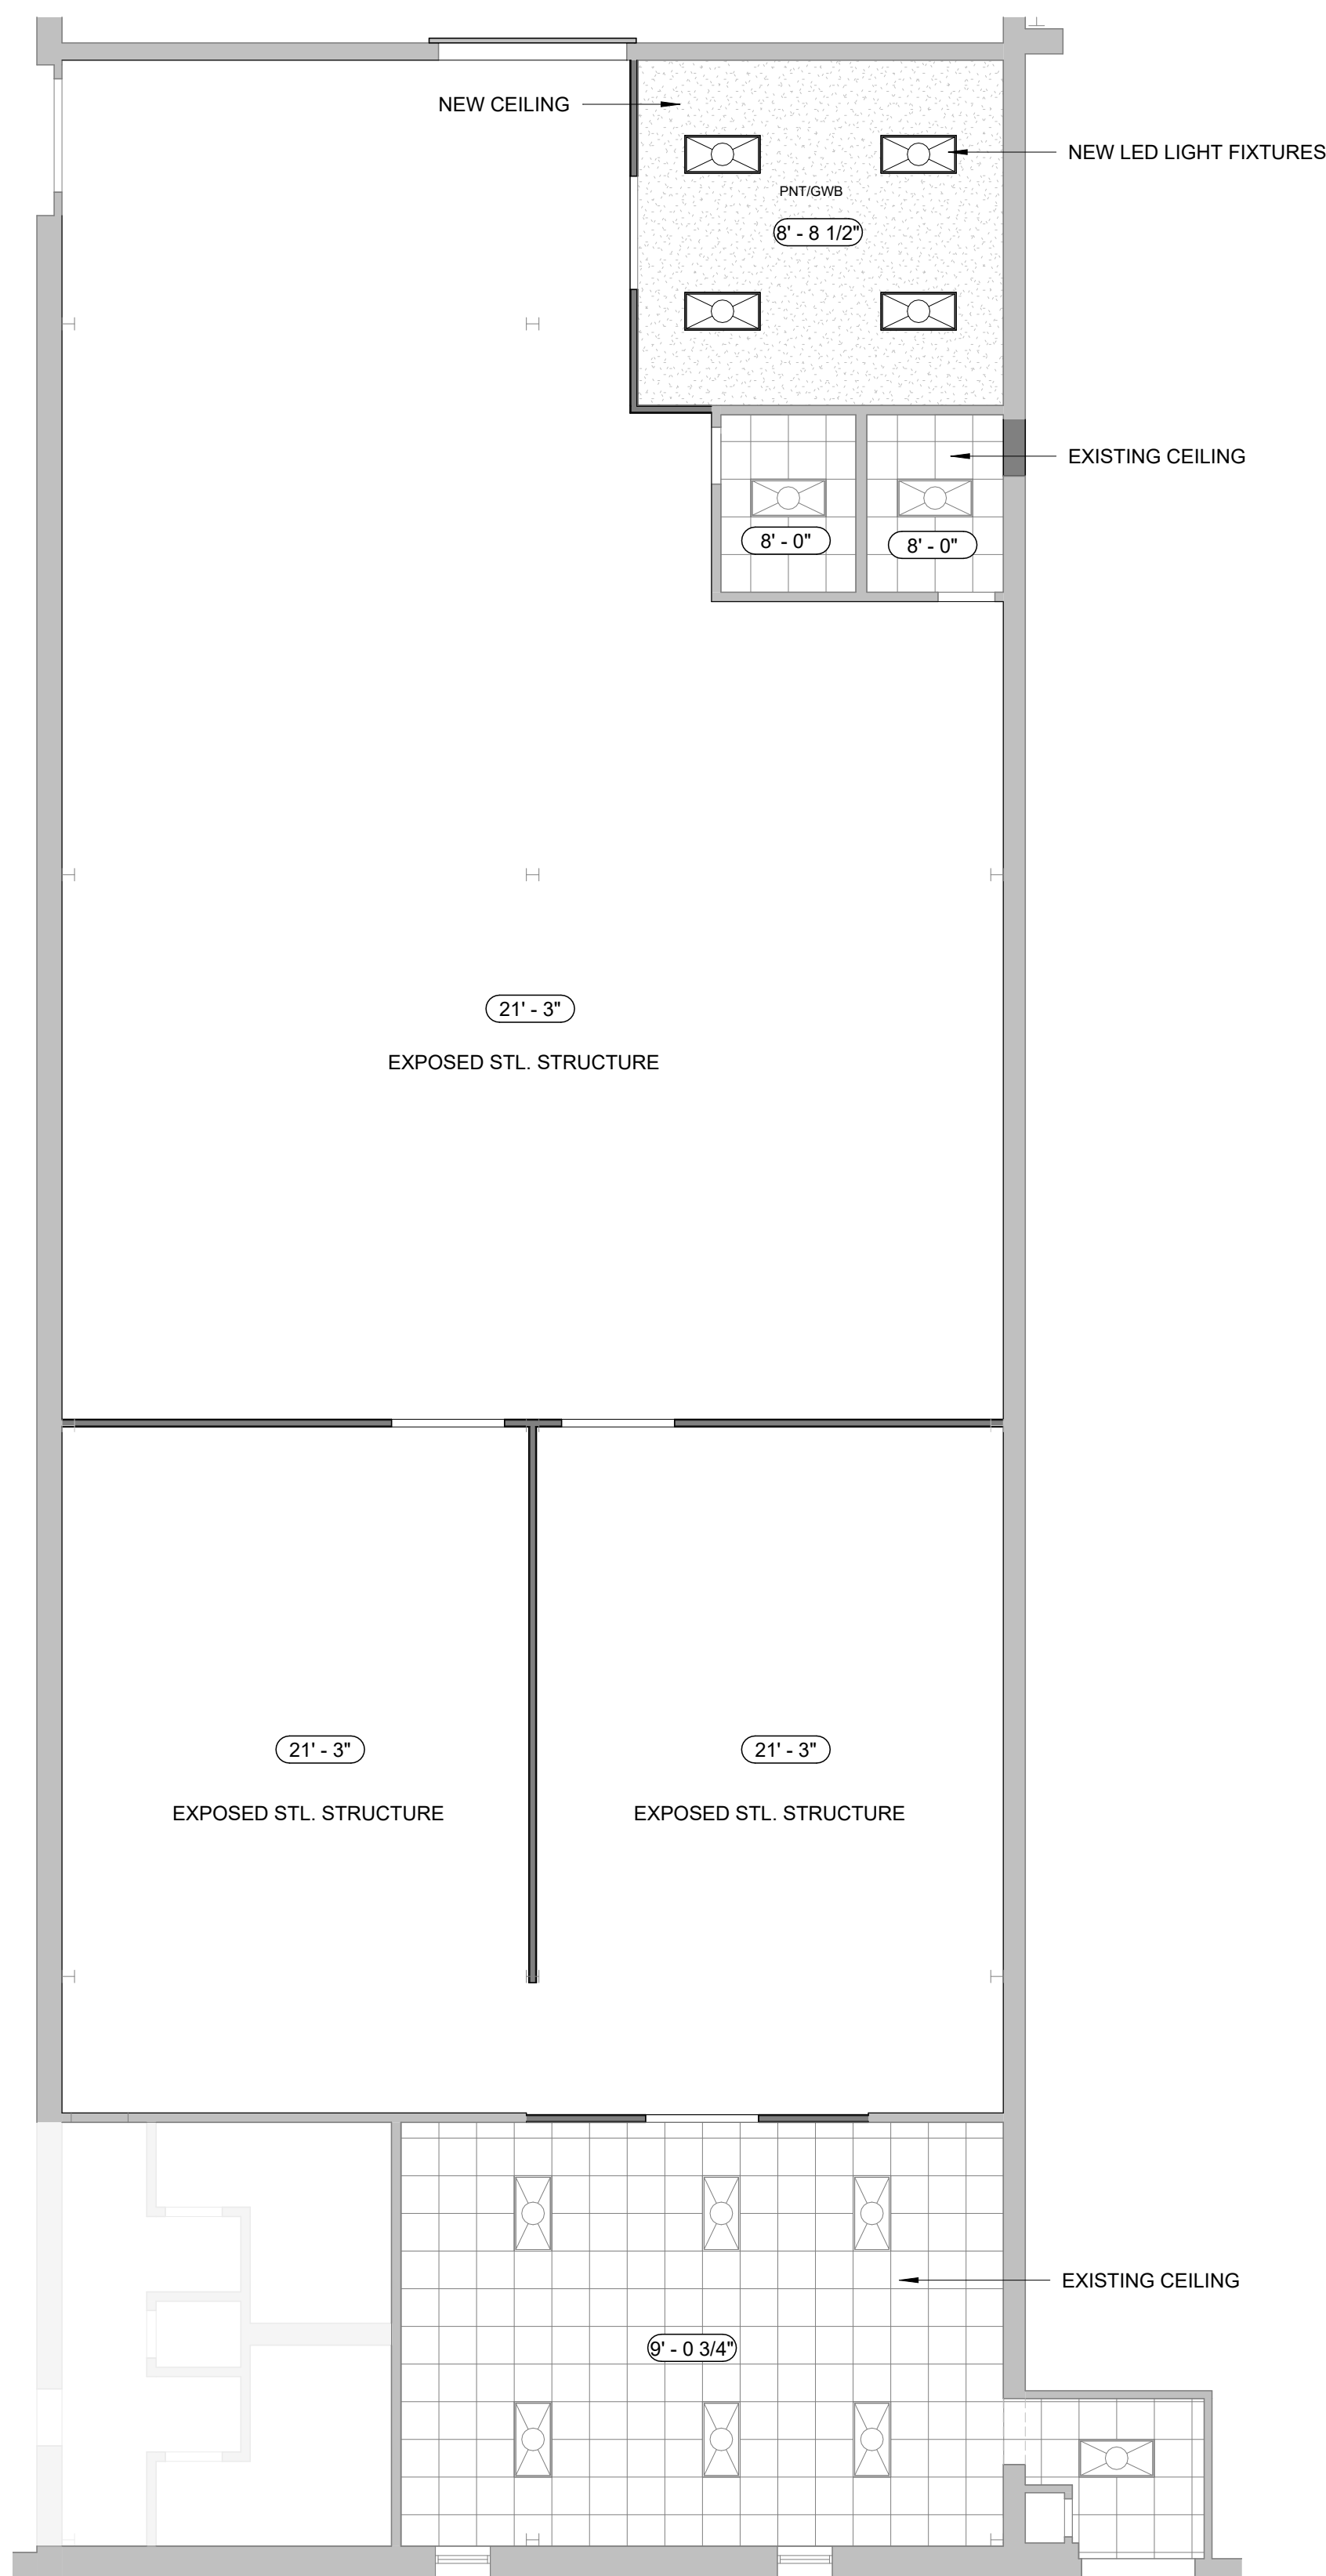 NEW CEILING
NEW LED LIGHT FIXTURES
PNT/GWB
8' - 8 1/2"
EXISTING CEILING
8' - 0"
8' - 0"
21' - 3"
EXPOSED STL. STRUCTURE
21' - 3"
21' - 3"
EXPOSED STL. STRUCTURE
EXPOSED STL. STRUCTURE
EXISTING CEILING
9' - 0 3/4"